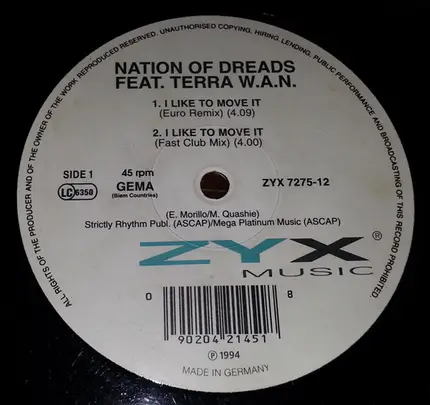 ALL RIGHTS OF THE PRODUCER AND OF THE OWNER OF THE WORK REPRODUCED RESERVED. UNAUTHORISED COPYING, HIRING, LENDING, PUBLIC PERFORMANCE AND BROADCASTING OF THIS RECORD PROHIBITED
NATION OF DREADS
FEAT. TERRA W.A.N.
1. I LIKE TO MOVE IT
(Euro Remix) (4.09)
2. I LIKE TO MOVE IT
(Fast Club Mix) (4.00)
SIDE 1
45 rpm
LC 6350
GEMA
(Biem Countries)
ZYX 7275-12
(E. Morillo/M. Quashie)
Strictly Rhythm Publ. (ASCAP)/Mega Platinum Music (ASCAP)
ZYX ®
MUSIC
0 8
90204 21451
℗ 1994
MADE IN GERMANY